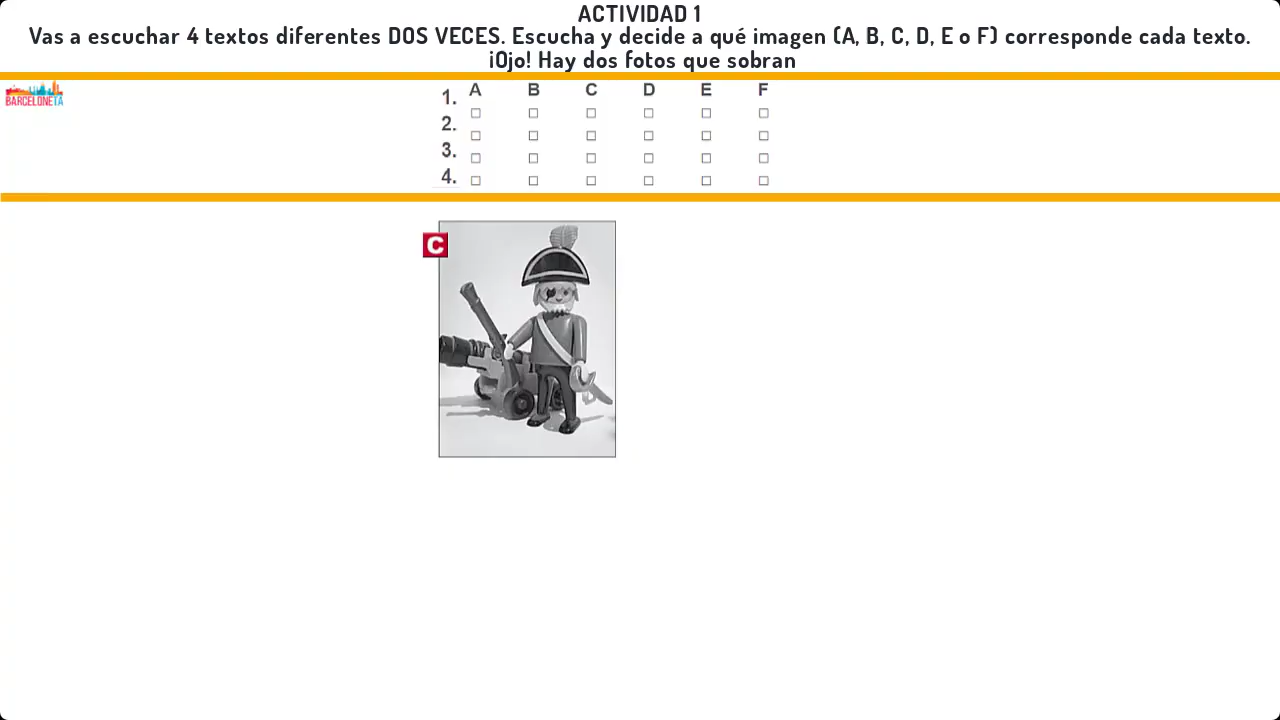 ACTIVIDAD 1
Vas a escuchar 4 textos diferentes DOS VECES. Escucha y decide a qué imagen (A, B, C, D, E o F) corresponde cada texto.
¡Ojo! Hay dos fotos que sobran
BARCELONETA
A B C D E F
1.
2.
3.
4.
C